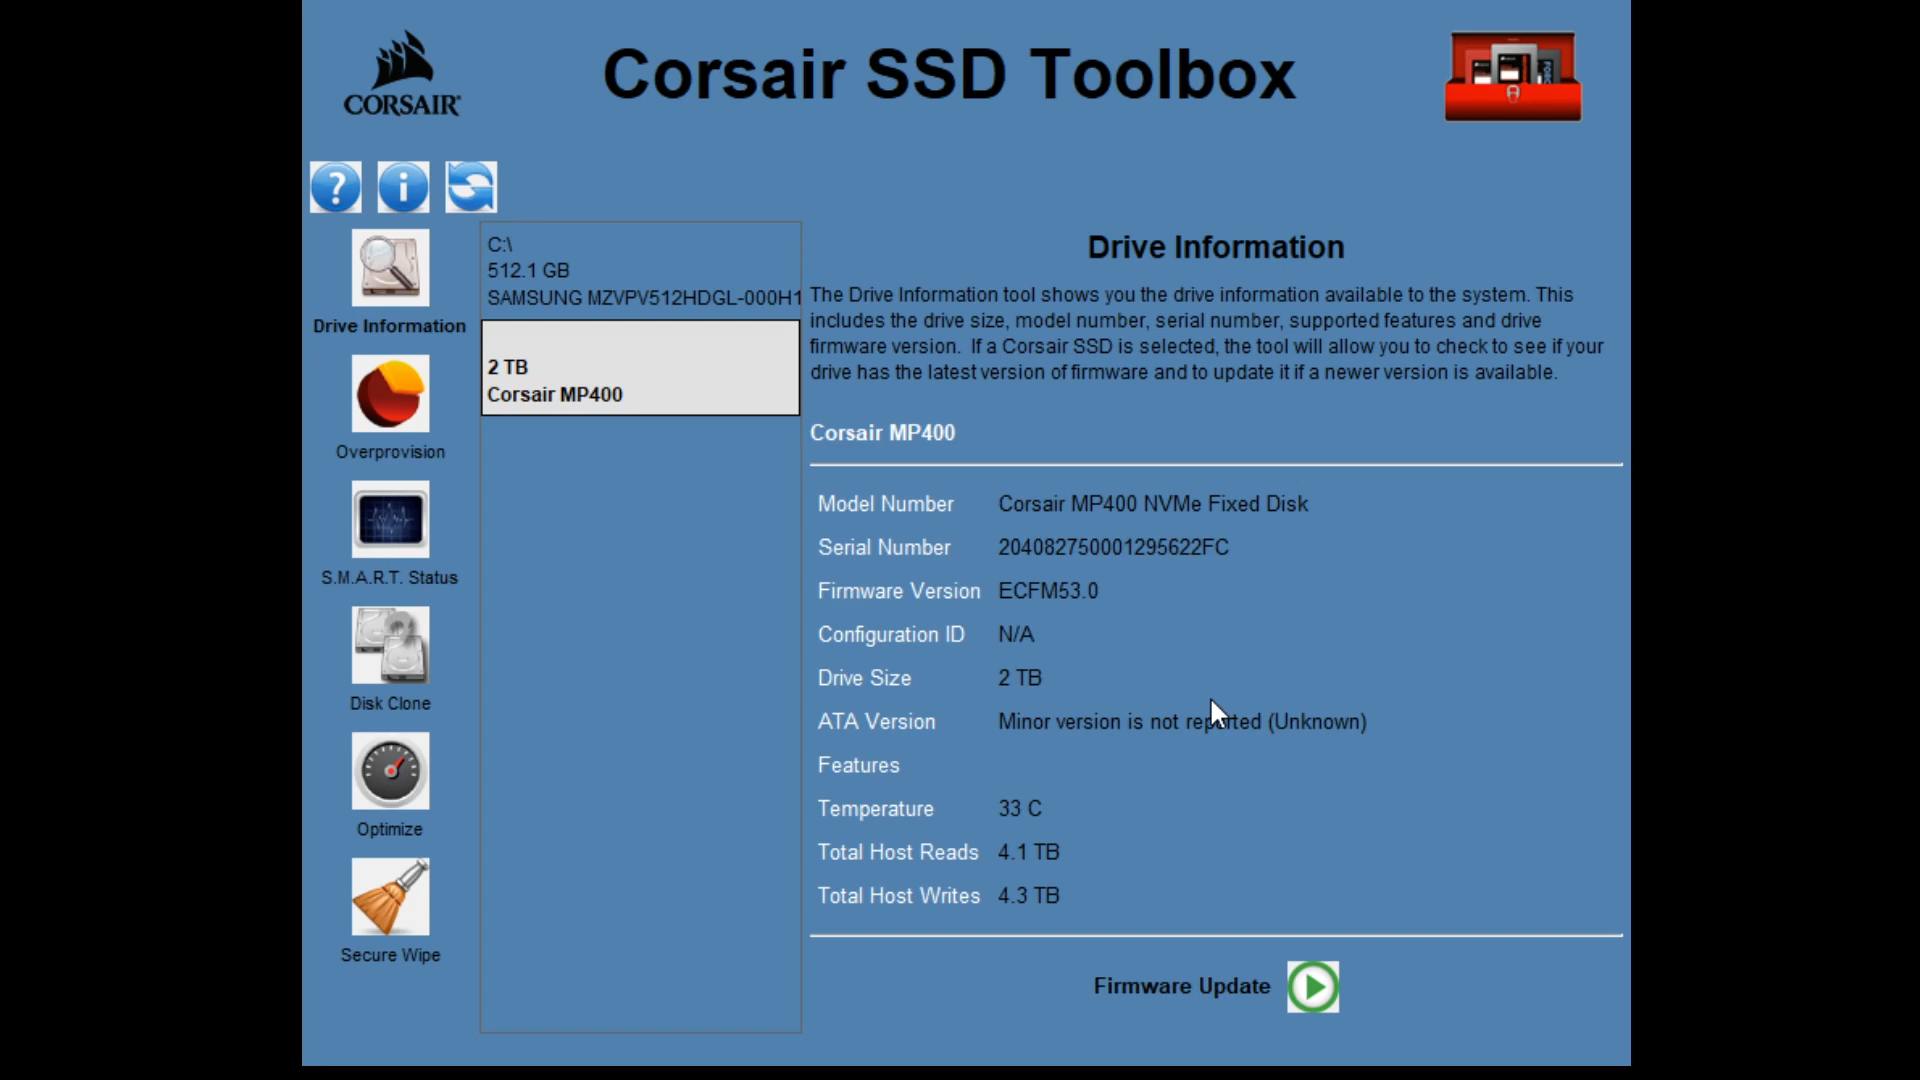 CORSAIR
Corsair SSD Toolbox
Drive Information
Overprovision
S.M.A.R.T. Status
Disk Clone
Optimize
Secure Wipe
C:\
512.1 GB
SAMSUNG MZVPV512HDGL-000H1
2 TB
Corsair MP400
Drive Information
The Drive Information tool shows you the drive information available to the system. This
includes the drive size, model number, serial number, supported features and drive
firmware version. If a Corsair SSD is selected, the tool will allow you to check to see if your
drive has the latest version of firmware and to update it if a newer version is available.
Corsair MP400
Model Number Corsair MP400 NVMe Fixed Disk
Serial Number 204082750001295622FC
Firmware Version ECFM53.0
Configuration ID N/A
Drive Size 2 TB
ATA Version Minor version is not reported (Unknown)
Features
Temperature 33 C
Total Host Reads 4.1 TB
Total Host Writes 4.3 TB
Firmware Update